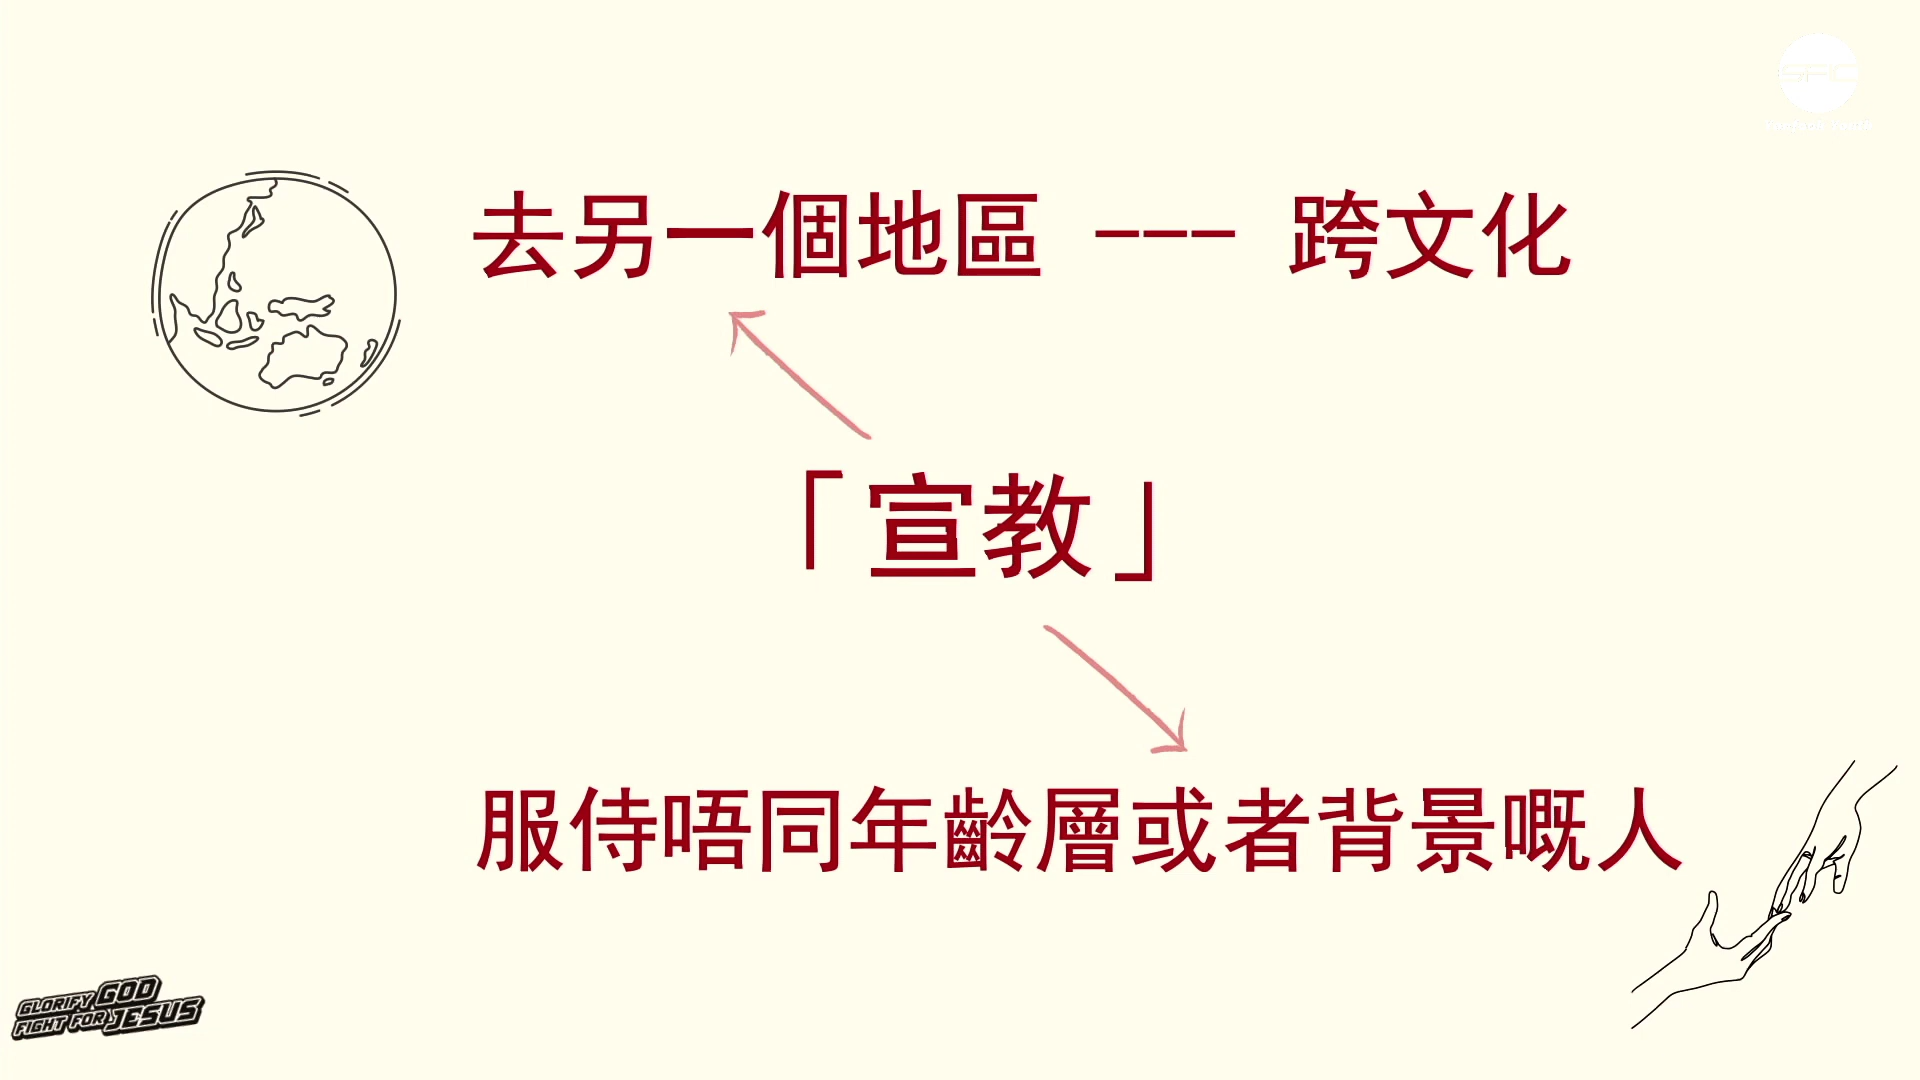 去另一個地區 --- 跨文化
「宣教」
服侍唔同年齡層或者背景嘅人
GLORIFY GOD
FIGHT FOR JESUS